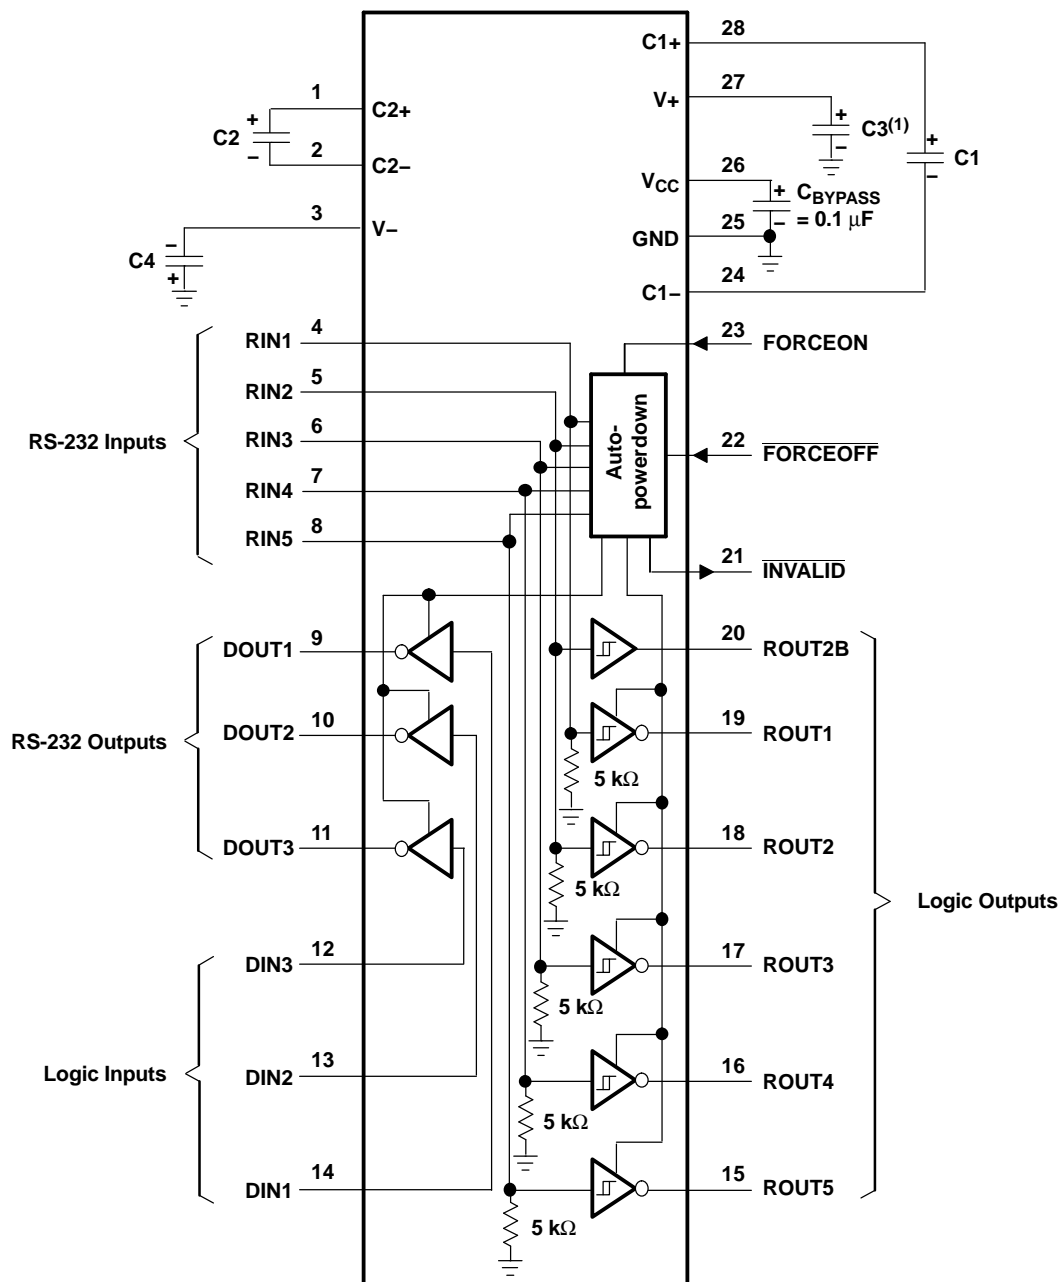 28
C1+
27
V+
C3(1)
C1
1
C2+
C2
2
C2–
26
VCC
CBYPASS
= 0.1 μF
3
V–
25
GND
C4
24
C1–
4
RIN1
23
FORCEON
5
RIN2
6
RIN3
RS-232 Inputs
Auto-
powerdown
22
FORCEOFF
7
RIN4
8
RIN5
21
INVALID
9
DOUT1
20
ROUT2B
10
DOUT2
RS-232 Outputs
19
ROUT1
5 kΩ
11
DOUT3
18
ROUT2
5 kΩ
Logic Outputs
12
DIN3
17
ROUT3
5 kΩ
13
DIN2
Logic Inputs
16
ROUT4
5 kΩ
14
DIN1
15
ROUT5
5 kΩ
+
–
+
–
+
–
+
–
–
+